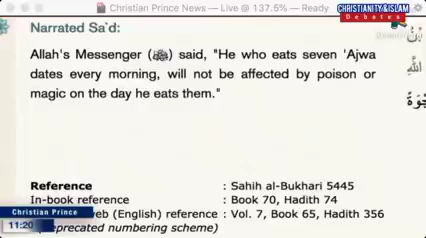 Christian Prince News — Live @ 137.5% — Ready
CHRISTIANITY&ISLAM
Debates
Narrated Sa`d:
Allah's Messenger (ﷺ) said, "He who eats seven 'Ajwa
dates every morning, will not be affected by poison or
magic on the day he eats them."
Reference : Sahih al-Bukhari 5445
In-book reference : Book 70, Hadith 74
Christian Prince
web (English) reference : Vol. 7, Book 65, Hadith 356
11:20
deprecated numbering scheme)